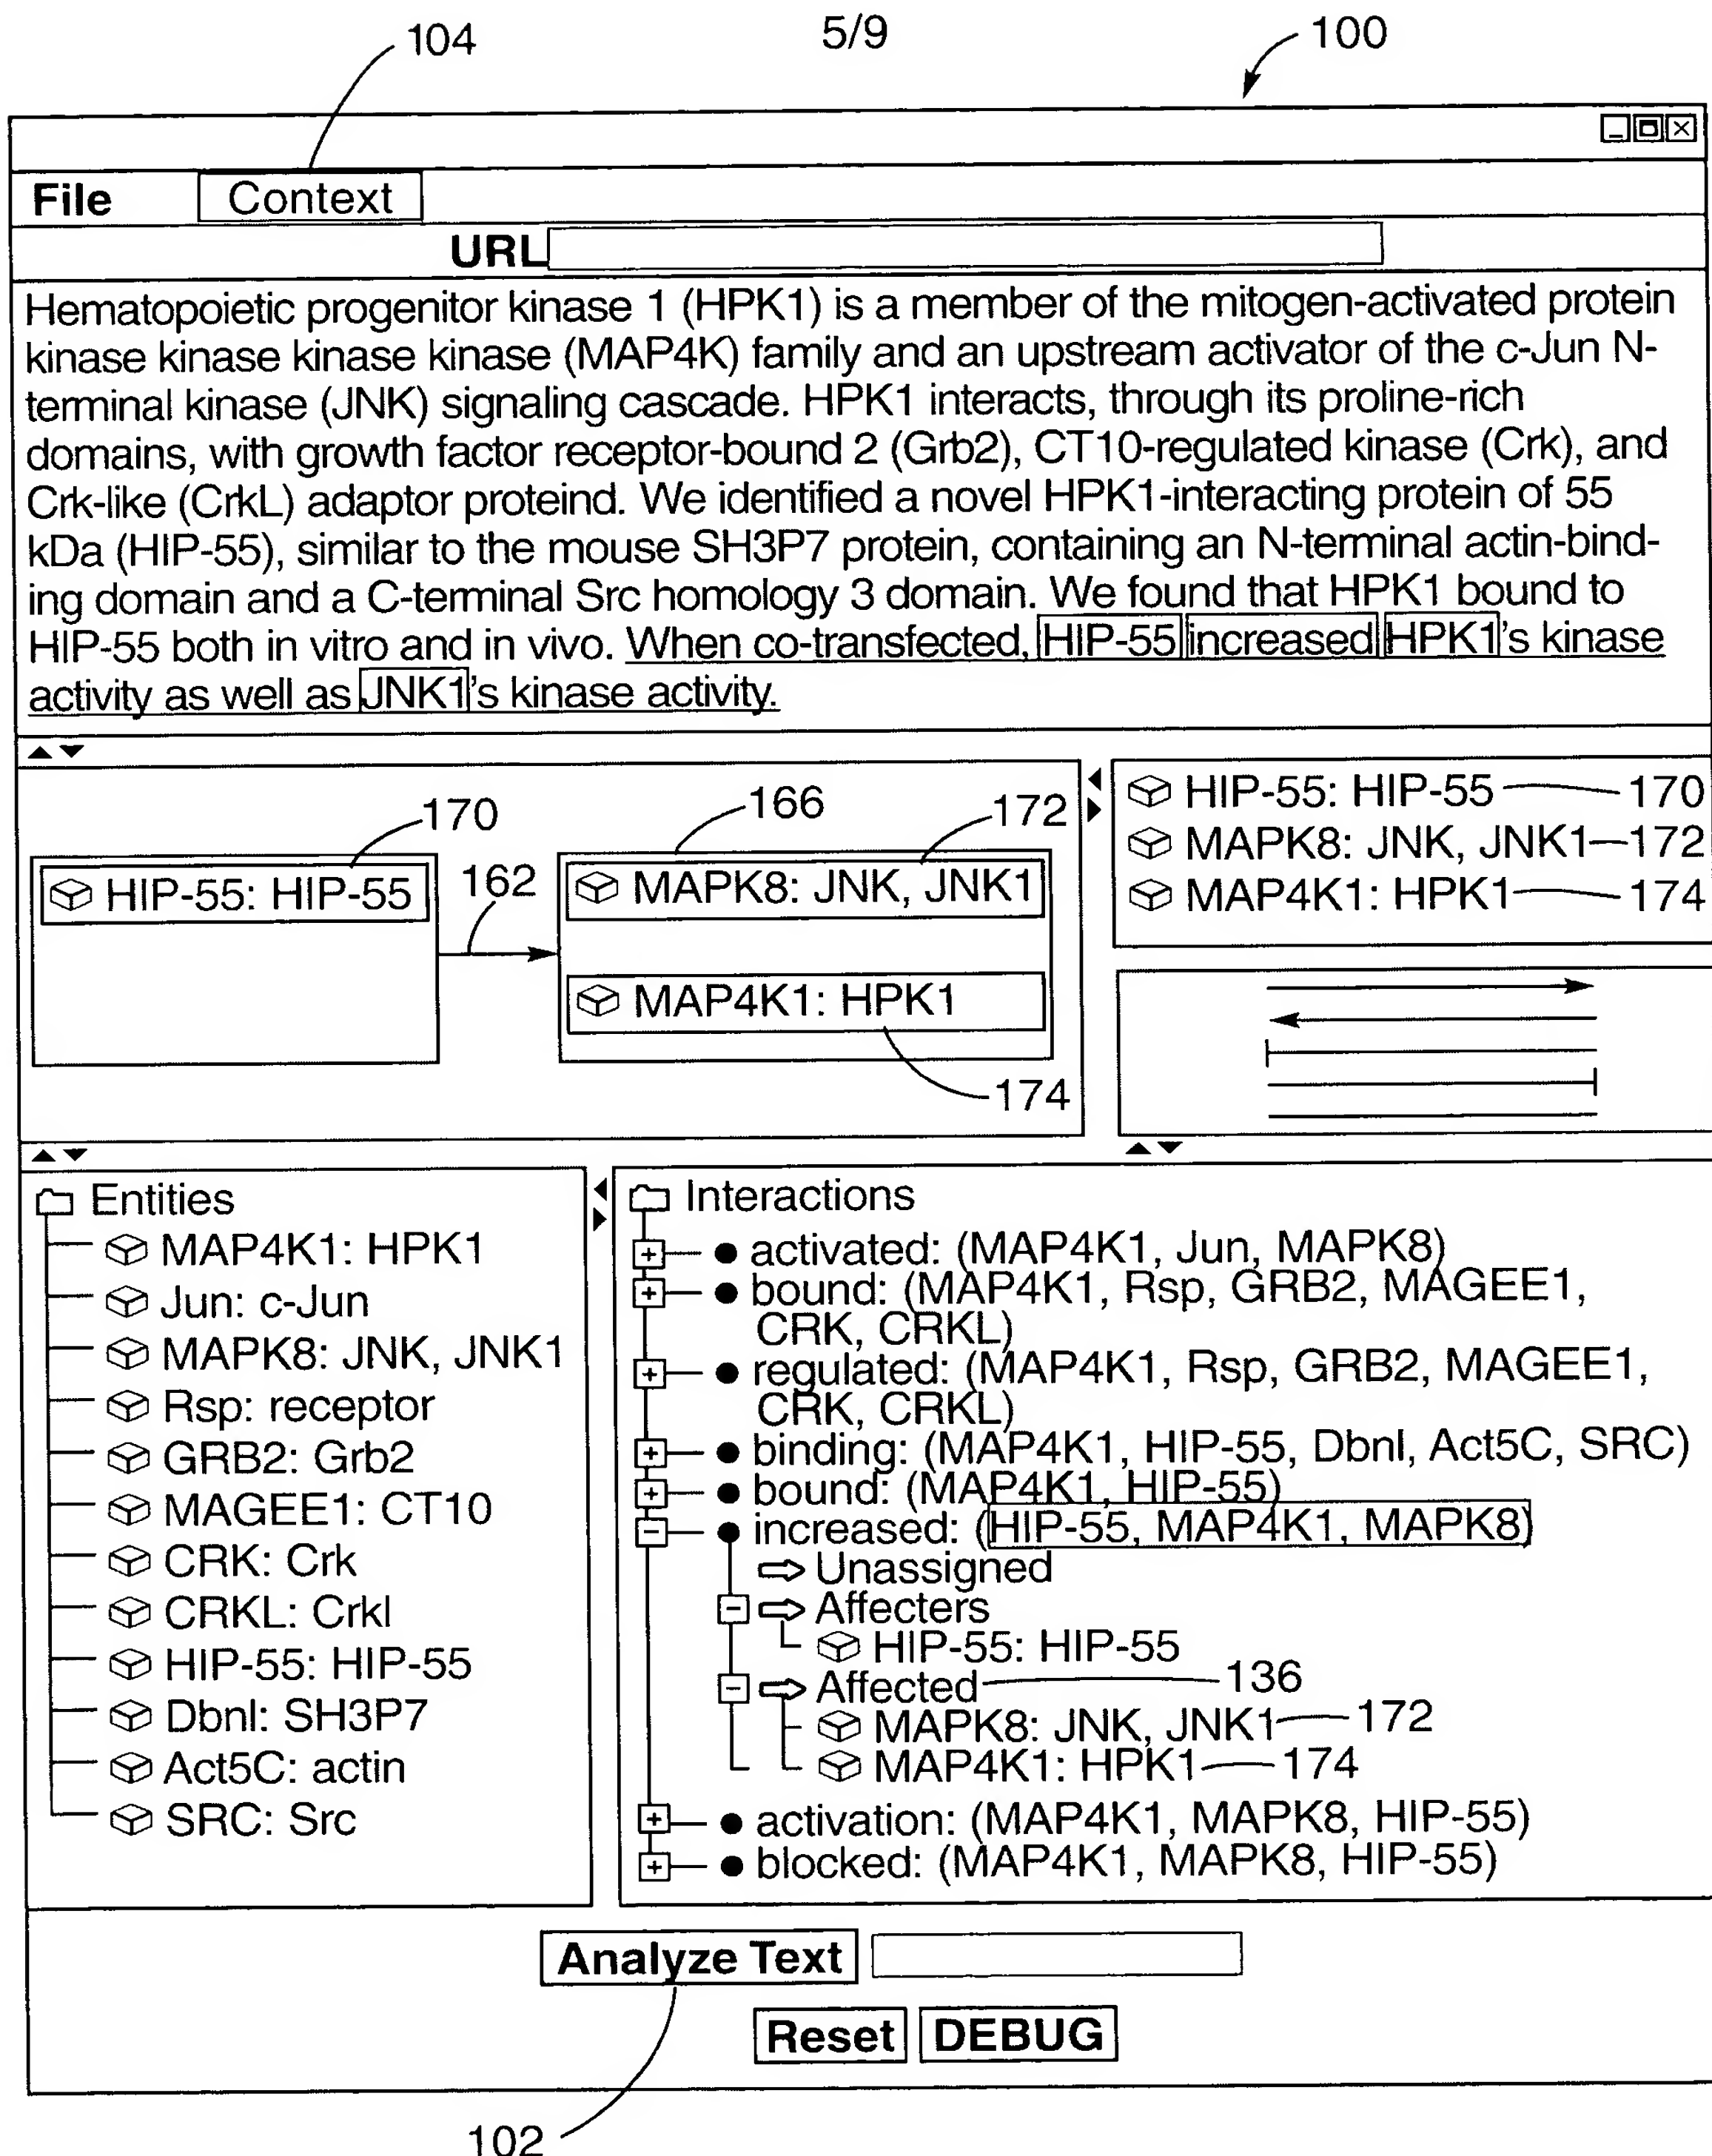 104
5/9
100
File
Context
URL
Hematopoietic progenitor kinase 1 (HPK1) is a member of the mitogen-activated protein
kinase kinase kinase kinase (MAP4K) family and an upstream activator of the c-Jun N-
terminal kinase (JNK) signaling cascade. HPK1 interacts, through its proline-rich
domains, with growth factor receptor-bound 2 (Grb2), CT10-regulated kinase (Crk), and
Crk-like (CrkL) adaptor proteind. We identified a novel HPK1-interacting protein of 55
kDa (HIP-55), similar to the mouse SH3P7 protein, containing an N-terminal actin-bind-
ing domain and a C-terminal Src homology 3 domain. We found that HPK1 bound to
HIP-55 both in vitro and in vivo. When co-transfected, HIP-55 increased HPK1's kinase
activity as well as JNK1's kinase activity.
170
166
172
HIP-55: HIP-55
162
MAPK8: JNK, JNK1
MAP4K1: HPK1
174
HIP-55: HIP-55 170
MAPK8: JNK, JNK1 172
MAP4K1: HPK1 174
Entities
MAP4K1: HPK1
Jun: c-Jun
MAPK8: JNK, JNK1
Rsp: receptor
GRB2: Grb2
MAGEE1: CT10
CRK: Crk
CRKL: Crkl
HIP-55: HIP-55
Dbnl: SH3P7
Act5C: actin
SRC: Src
Interactions
activated: (MAP4K1, Jun, MAPK8)
bound: (MAP4K1, Rsp, GRB2, MAGEE1,
CRK, CRKL)
regulated: (MAP4K1, Rsp, GRB2, MAGEE1,
CRK, CRKL)
binding: (MAP4K1, HIP-55, Dbnl, Act5C, SRC)
bound: (MAP4K1, HIP-55)
increased: (HIP-55, MAP4K1, MAPK8)
Unassigned
Affecters
HIP-55: HIP-55
Affected 136
MAPK8: JNK, JNK1 172
MAP4K1: HPK1 174
activation: (MAP4K1, MAPK8, HIP-55)
blocked: (MAP4K1, MAPK8, HIP-55)
Analyze Text
Reset
DEBUG
102